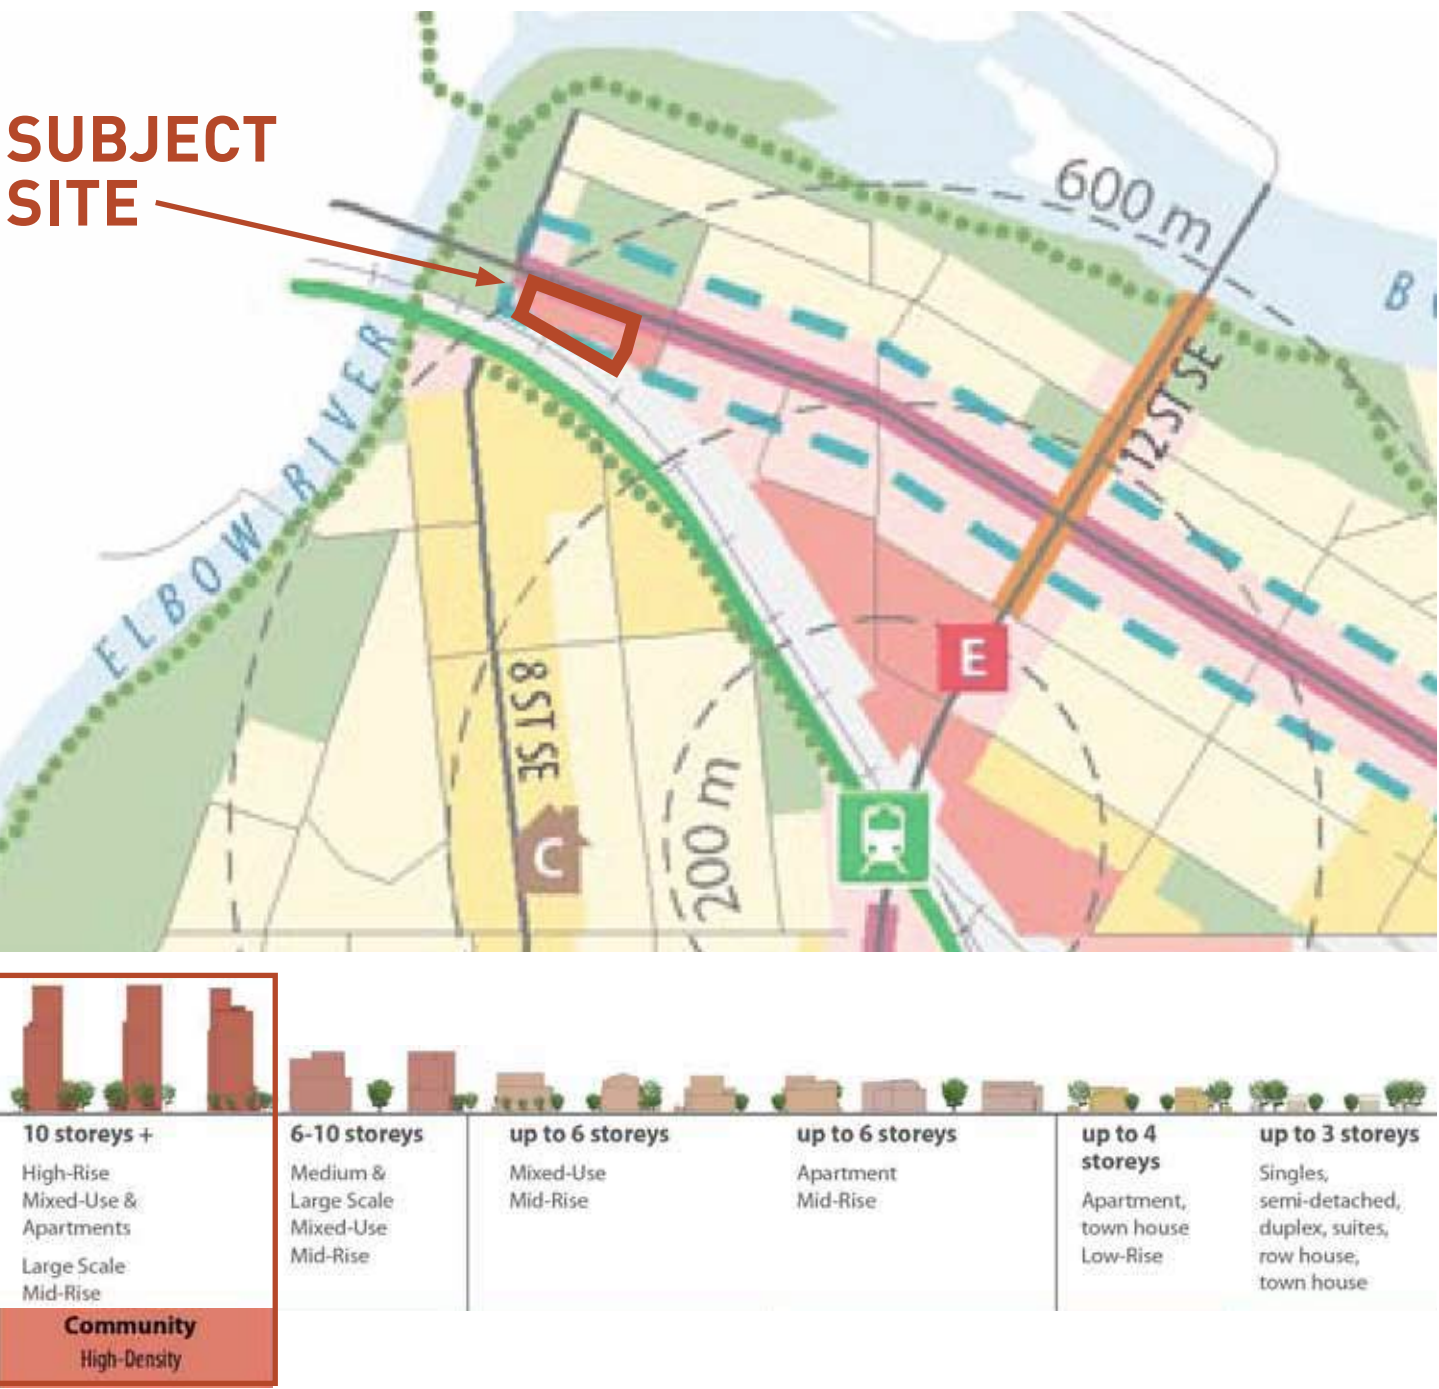 SUBJECT
SITE
600 m
B
ELBOW RIVER
12 ST SE
E
8 ST SE
200 m
C
10 storeys +
High-Rise
Mixed-Use &
Apartments
Large Scale
Mid-Rise
Community
High-Density
6-10 storeys
Medium &
Large Scale
Mixed-Use
Mid-Rise
up to 6 storeys
Mixed-Use
Mid-Rise
up to 6 storeys
Apartment
Mid-Rise
up to 4
storeys
Apartment,
town house
Low-Rise
up to 3 storeys
Singles,
semi-detached,
duplex, suites,
row house,
town house